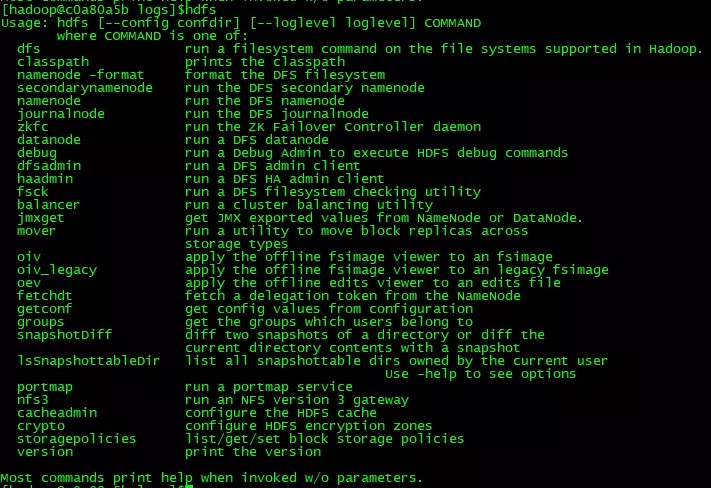 Most commands print help when invoked w/o parameters.
[hadoop@c0a80a5b logs]$hdfs
Usage: hdfs [--config confdir] [--loglevel loglevel] COMMAND
where COMMAND is one of:
dfs run a filesystem command on the file systems supported in Hadoop.
classpath prints the classpath
namenode -format format the DFS filesystem
secondarynamenode run the DFS secondary namenode
namenode run the DFS namenode
journalnode run the DFS journalnode
zkfc run the ZK Failover Controller daemon
datanode run a DFS datanode
debug run a Debug Admin to execute HDFS debug commands
dfsadmin run a DFS admin client
haadmin run a DFS HA admin client
fsck run a DFS filesystem checking utility
balancer run a cluster balancing utility
jmxget get JMX exported values from NameNode or DataNode.
mover run a utility to move block replicas across
storage types
oiv apply the offline fsimage viewer to an fsimage
oiv_legacy apply the offline fsimage viewer to an legacy fsimage
oev apply the offline edits viewer to an edits file
fetchdt fetch a delegation token from the NameNode
getconf get config values from configuration
groups get the groups which users belong to
snapshotDiff diff two snapshots of a directory or diff the
current directory contents with a snapshot
lsSnapshottableDir list all snapshottable dirs owned by the current user
Use -help to see options
portmap run a portmap service
nfs3 run an NFS version 3 gateway
cacheadmin configure the HDFS cache
crypto configure HDFS encryption zones
storagepolicies list/get/set block storage policies
version print the version
Most commands print help when invoked w/o parameters.